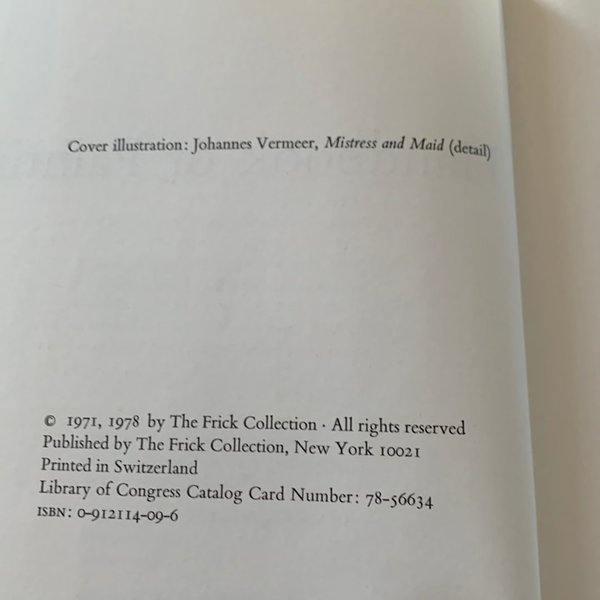 Cover illustration: Johannes Vermeer, Mistress and Maid (detail)
© 1971, 1978 by The Frick Collection · All rights reserved
Published by The Frick Collection, New York 10021
Printed in Switzerland
Library of Congress Catalog Card Number: 78-56634
ISBN: 0-912114-09-6